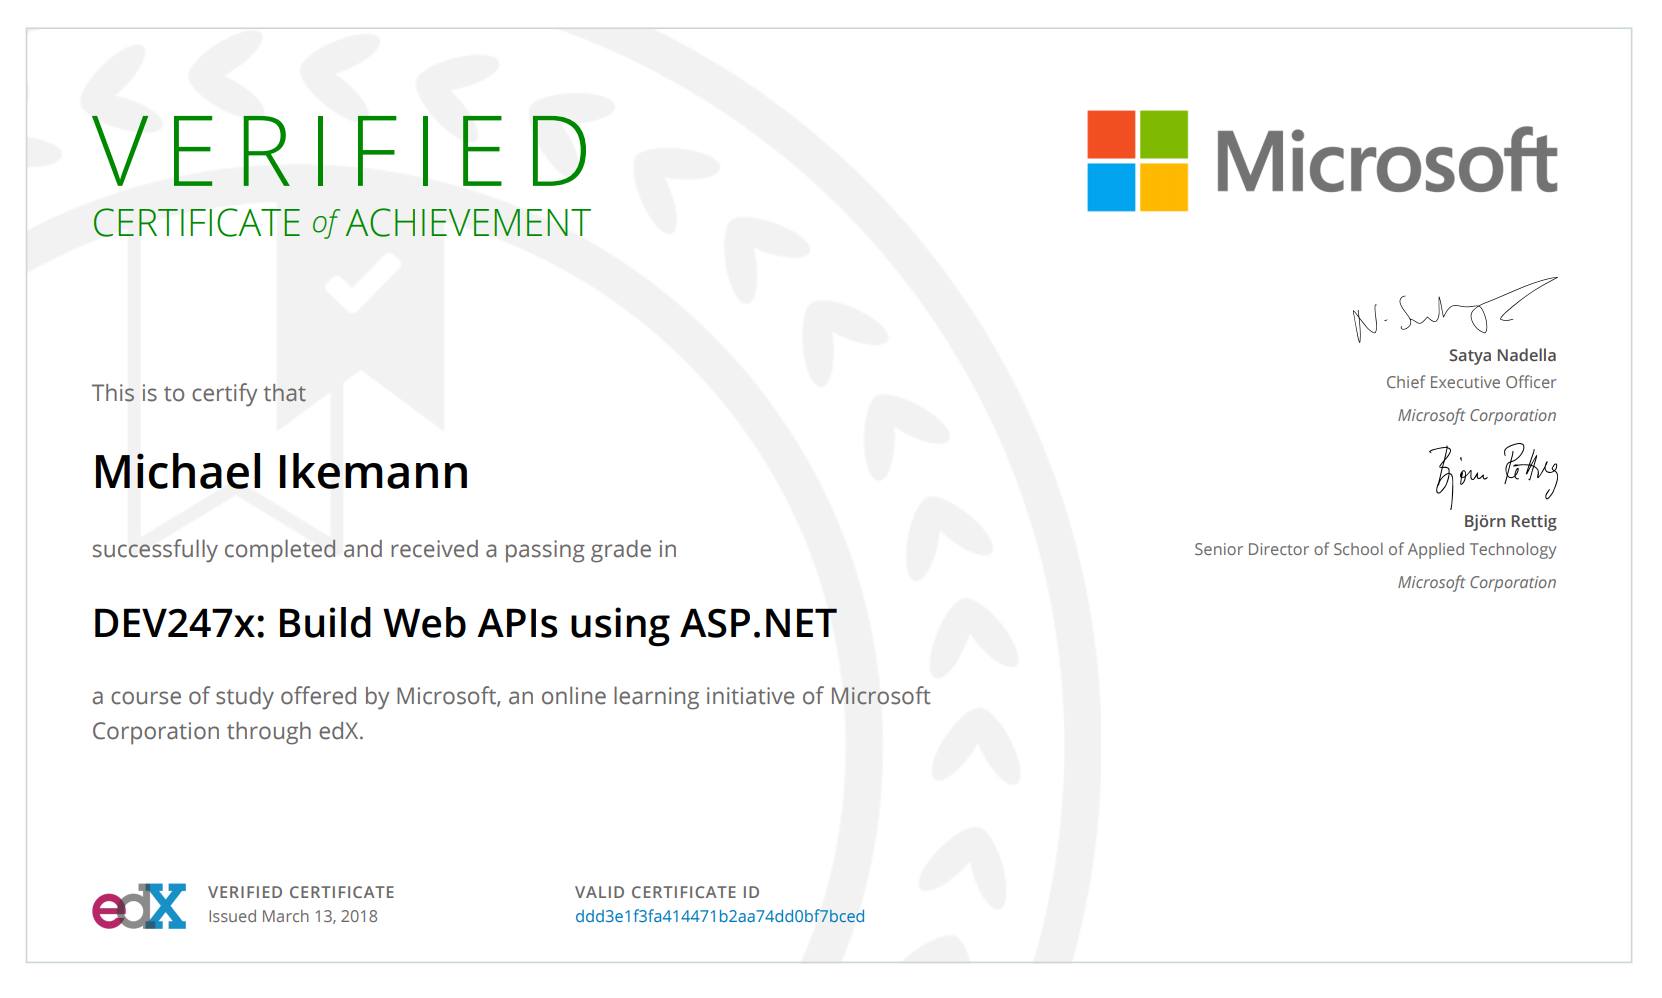 VERIFIED
CERTIFICATE of ACHIEVEMENT
Microsoft
This is to certify that
Michael Ikemann
successfully completed and received a passing grade in
DEV247x: Build Web APIs using ASP.NET
a course of study offered by Microsoft, an online learning initiative of Microsoft
Corporation through edX.
N. Satya
Satya Nadella
Chief Executive Officer
Microsoft Corporation
Björn Rettig
Björn Rettig
Senior Director of School of Applied Technology
Microsoft Corporation
edX
VERIFIED CERTIFICATE
Issued March 13, 2018
VALID CERTIFICATE ID
ddd3e1f3fa414471b2aa74dd0bf7bced